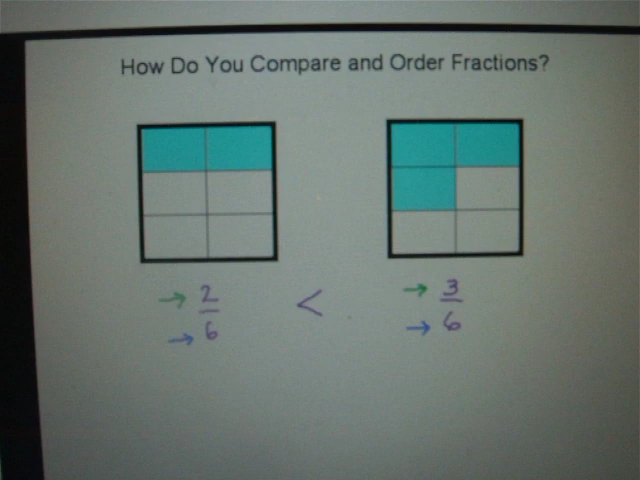 How Do You Compare and Order Fractions?
→ 2/6 < → 3/6
→ →